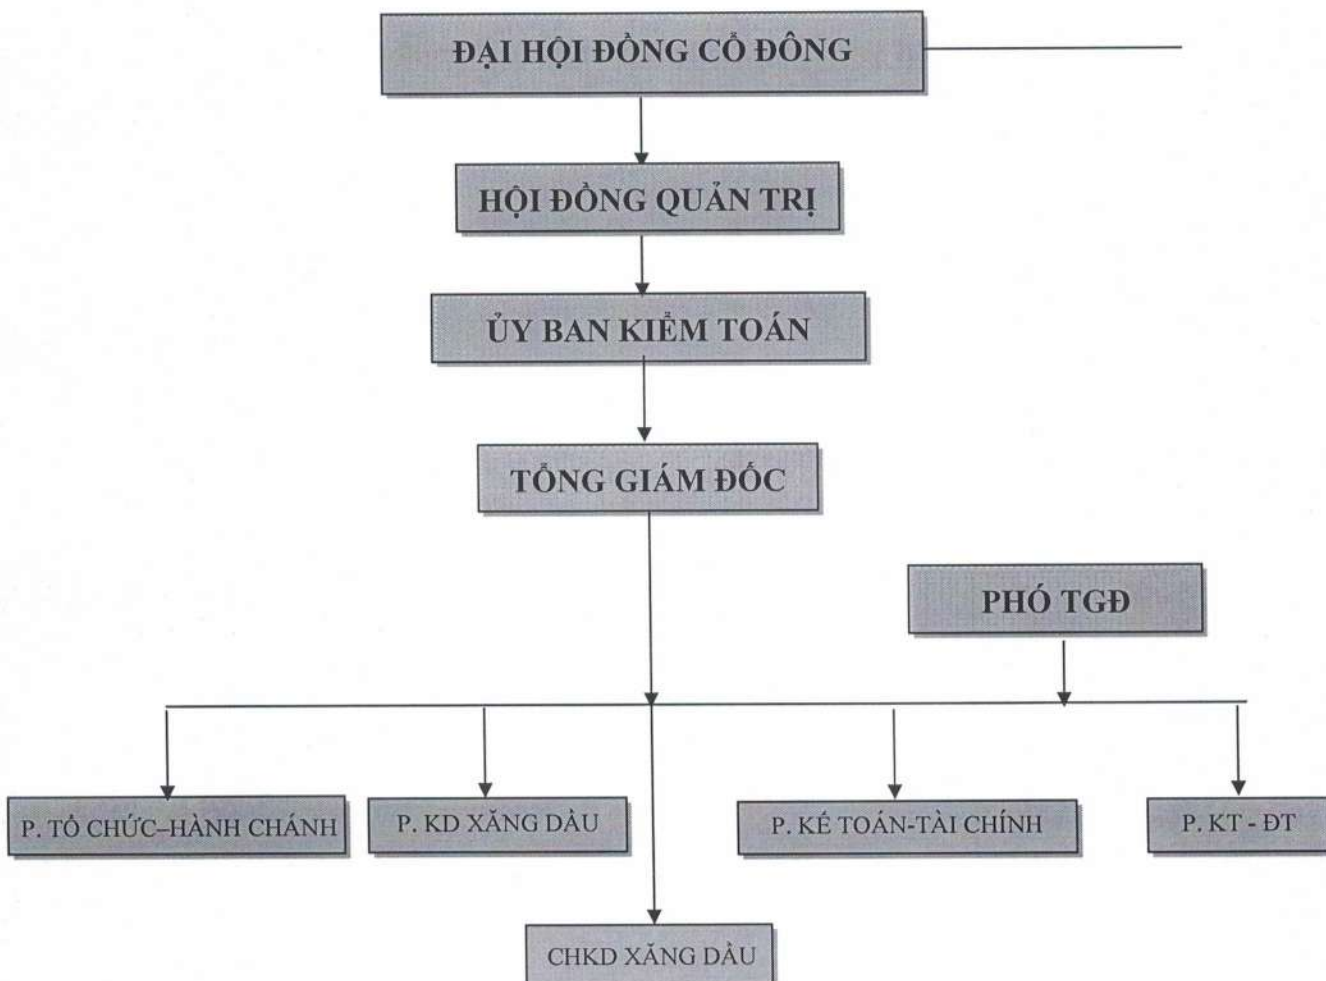 ĐẠI HỘI ĐỒNG CỔ ĐÔNG
HỘI ĐỒNG QUẢN TRỊ
ỦY BAN KIỂM TOÁN
TỔNG GIÁM ĐỐC
PHÓ TGĐ
P. TỔ CHỨC–HÀNH CHÁNH
P. KD XĂNG DẦU
P. KẾ TOÁN-TÀI CHÍNH
P. KT - ĐT
CHKD XĂNG DẦU